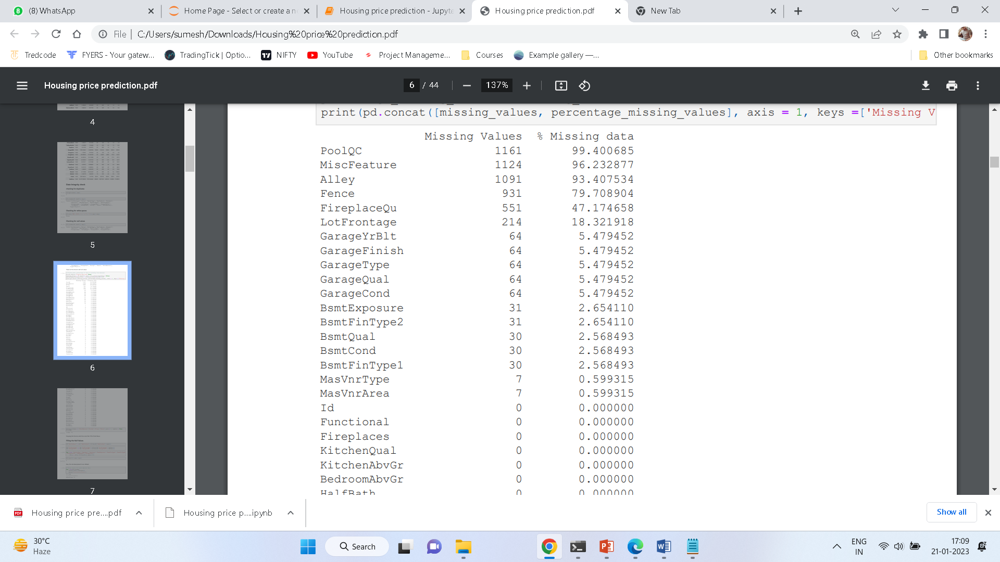 (8) WhatsApp
Home Page - Select or create a n
Housing price prediction - Jupyte
Housing price prediction.pdf
New Tab
File
C:/Users/sumesh/Downloads/Housing%20price%20prediction.pdf
Tredcode
FYERS - Your gatew...
TradingTick | Optio...
NIFTY
YouTube
Project Manageme...
Courses
Example gallery —...
Other bookmarks
Housing price prediction.pdf
6 / 44
137%
4
5
6
7
print(pd.concat([missing_values, percentage_missing_values], axis = 1, keys =['Missing V
Missing Values % Missing data
PoolQC 1161 99.400685
MiscFeature 1124 96.232877
Alley 1091 93.407534
Fence 931 79.708904
FireplaceQu 551 47.174658
LotFrontage 214 18.321918
GarageYrBlt 64 5.479452
GarageFinish 64 5.479452
GarageType 64 5.479452
GarageQual 64 5.479452
GarageCond 64 5.479452
BsmtExposure 31 2.654110
BsmtFinType2 31 2.654110
BsmtQual 30 2.568493
BsmtCond 30 2.568493
BsmtFinType1 30 2.568493
MasVnrType 7 0.599315
MasVnrArea 7 0.599315
Id 0 0.000000
Functional 0 0.000000
Fireplaces 0 0.000000
KitchenQual 0 0.000000
KitchenAbvGr 0 0.000000
BedroomAbvGr 0 0.000000
HalfBath 0 0.000000
Housing price pre....pdf
Housing price p....ipynb
Show all
30°C
Haze
Search
ENG
IN
17:09
21-01-2023